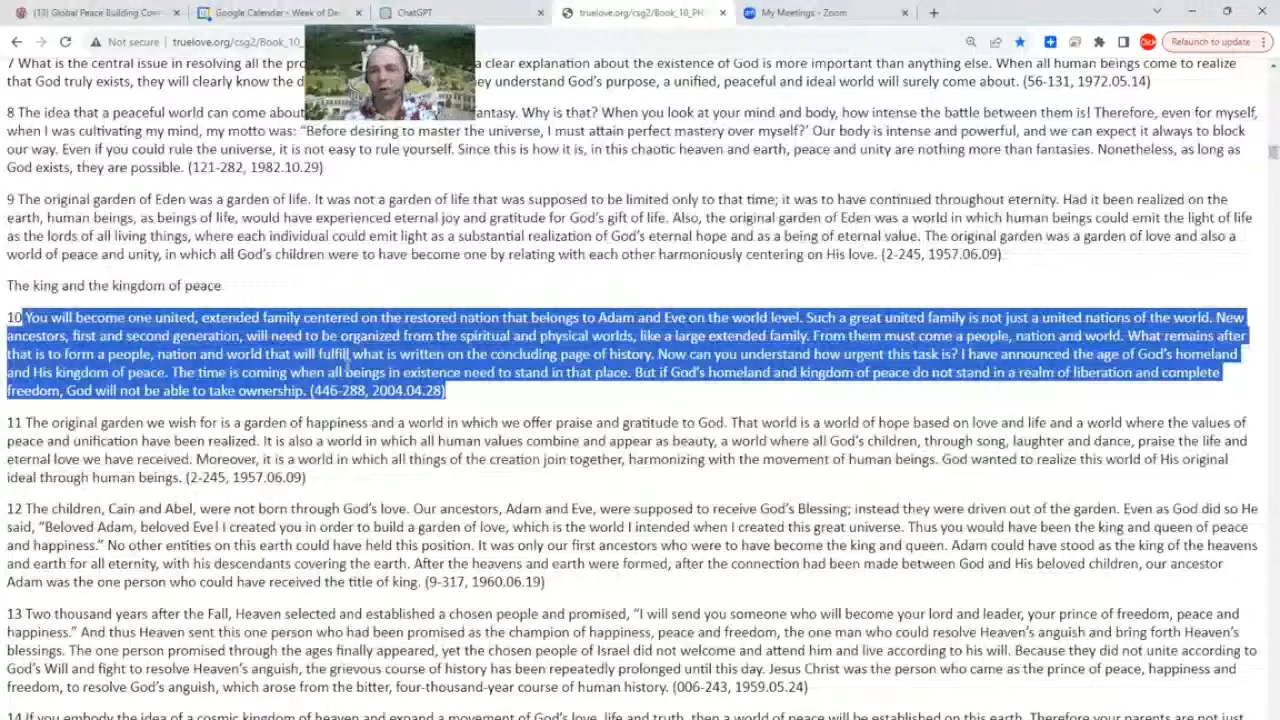 (13) Global Peace Building Com
Google Calendar - Week of De
ChatGPT
truelove.org/csg2/Book_10_PH
My Meetings - Zoom
Not secure truelove.org/csg2/Book_10_
Click
Relaunch to update
7 What is the central issue in resolving all the pro a clear explanation about the existence of God is more important than anything else. When all human beings come to realize
that God truly exists, they will clearly know the d ey understand God's purpose, a unified, peaceful and ideal world will surely come about. (56-131, 1972.05.14)
8 The idea that a peaceful world can come about antasy. Why is that? When you look at your mind and body, how intense the battle between them is! Therefore, even for myself,
when I was cultivating my mind, my motto was: "Before desiring to master the universe, I must attain perfect mastery over myself?' Our body is intense and powerful, and we can expect it always to block
our way. Even if you could rule the universe, it is not easy to rule yourself. Since this is how it is, in this chaotic heaven and earth, peace and unity are nothing more than fantasies. Nonetheless, as long as
God exists, they are possible. (121-282, 1982.10.29)
9 The original garden of Eden was a garden of life. It was not a garden of life that was supposed to be limited only to that time; it was to have continued throughout eternity. Had it been realized on the
earth, human beings, as beings of life, would have experienced eternal joy and gratitude for God's gift of life. Also, the original garden of Eden was a world in which human beings could emit the light of life
as the lords of all living things, where each individual could emit light as a substantial realization of God's eternal hope and as a being of eternal value. The original garden was a garden of love and also a
world of peace and unity, in which all God's children were to have become one by relating with each other harmoniously centering on His love. (2-245, 1957.06.09)
The king and the kingdom of peace
10 You will become one united, extended family centered on the restored nation that belongs to Adam and Eve on the world level. Such a great united family is not just a united nations of the world. New
ancestors, first and second generation, will need to be organized from the spiritual and physical worlds, like a large extended family. From them must come a people, nation and world. What remains after
that is to form a people, nation and world that will fulfill what is written on the concluding page of history. Now can you understand how urgent this task is? I have announced the age of God's homeland
and His kingdom of peace. The time is coming when all beings in existence need to stand in that place. But if God's homeland and kingdom of peace do not stand in a realm of liberation and complete
freedom, God will not be able to take ownership. (446-288, 2004.04.28)
11 The original garden we wish for is a garden of happiness and a world in which we offer praise and gratitude to God. That world is a world of hope based on love and life and a world where the values of
peace and unification have been realized. It is also a world in which all human values combine and appear as beauty, a world where all God's children, through song, laughter and dance, praise the life and
eternal love we have received. Moreover, it is a world in which all things of the creation join together, harmonizing with the movement of human beings. God wanted to realize this world of His original
ideal through human beings. (2-245, 1957.06.09)
12 The children, Cain and Abel, were not born through God's love. Our ancestors, Adam and Eve, were supposed to receive God's Blessing; instead they were driven out of the garden. Even as God did so He
said, "Beloved Adam, beloved Eve! I created you in order to build a garden of love, which is the world I intended when I created this great universe. Thus you would have been the king and queen of peace
and happiness." No other entities on this earth could have held this position. It was only our first ancestors who were to have become the king and queen. Adam could have stood as the king of the heavens
and earth for all eternity, with his descendants covering the earth. After the heavens and earth were formed, after the connection had been made between God and His beloved children, our ancestor
Adam was the one person who could have received the title of king. (9-317, 1960.06.19)
13 Two thousand years after the Fall, Heaven selected and established a chosen people and promised, "I will send you someone who will become your lord and leader, your prince of freedom, peace and
happiness." And thus Heaven sent this one person who had been promised as the champion of happiness, peace and freedom, the one man who could resolve Heaven's anguish and bring forth Heaven's
blessings. The one person promised through the ages finally appeared, yet the chosen people of Israel did not welcome and attend him and live according to his will. Because they did not unite according to
God's Will and fight to resolve Heaven's anguish, the grievous course of history has been repeatedly prolonged until this day. Jesus Christ was the person who came as the prince of peace, happiness and
freedom, to resolve God's anguish, which arose from the bitter, four-thousand-year course of human history. (006-243, 1959.05.24)
14 If you embody the idea of a cosmic kingdom of heaven and expand a movement of God's love, life and truth, then a world of peace will be established on this earth. Therefore your parents are not just